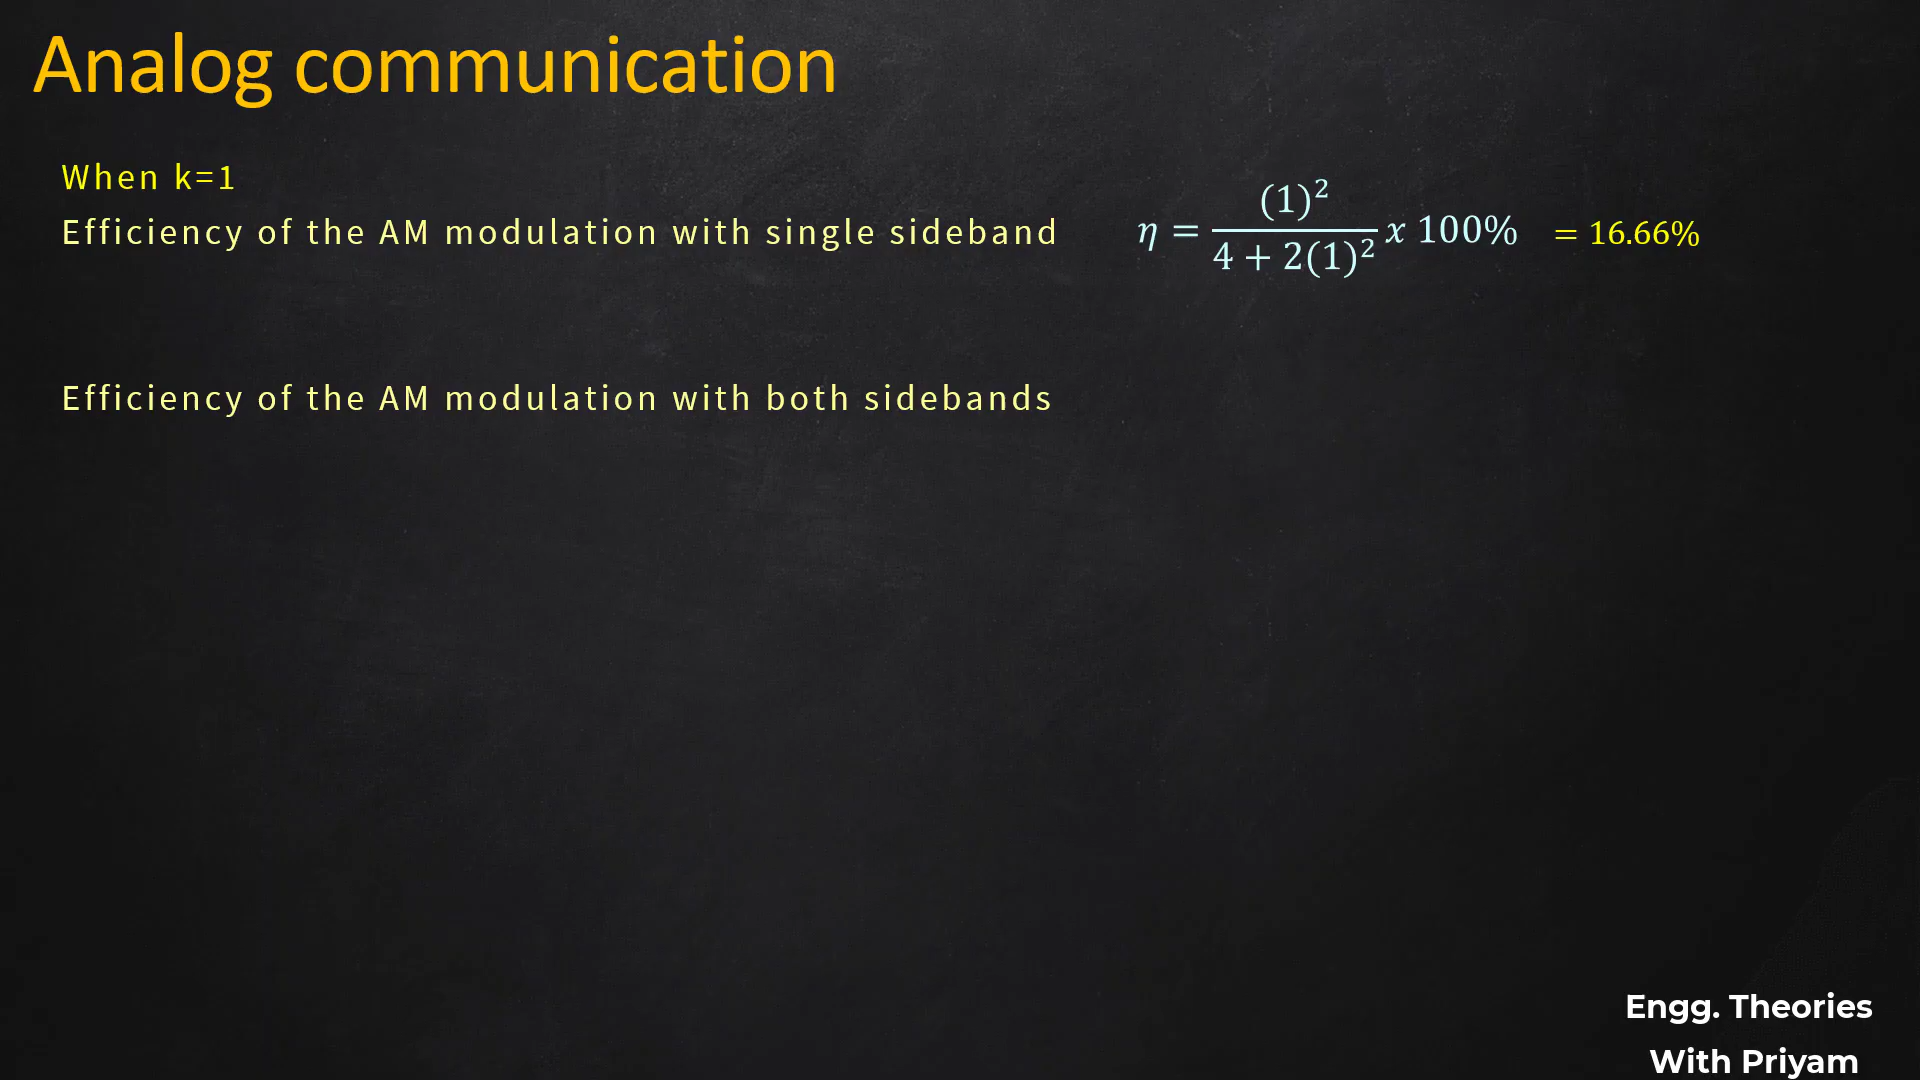 Analog communication
When k=1
Efficiency of the AM modulation with single sideband η = (1)² / 4 + 2(1)² x 100% = 16.66%
Efficiency of the AM modulation with both sidebands
Engg. Theories
With Priyam